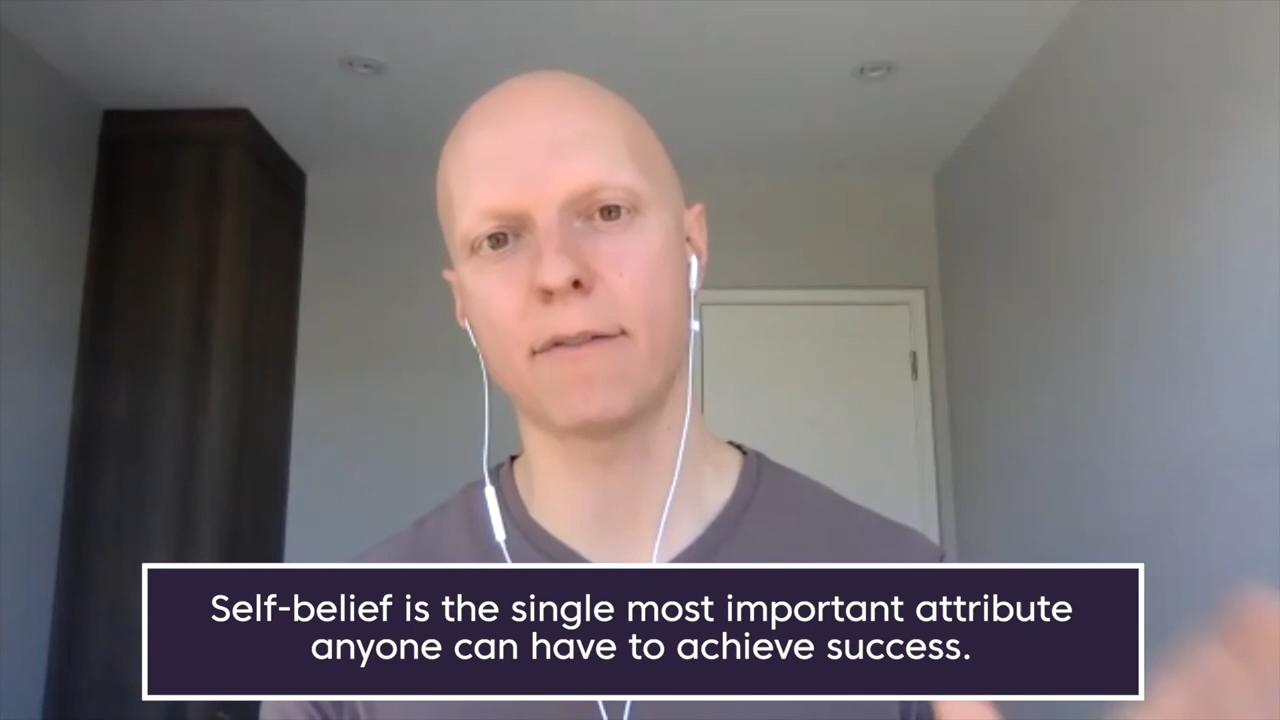 Self-belief is the single most important attribute
anyone can have to achieve success.